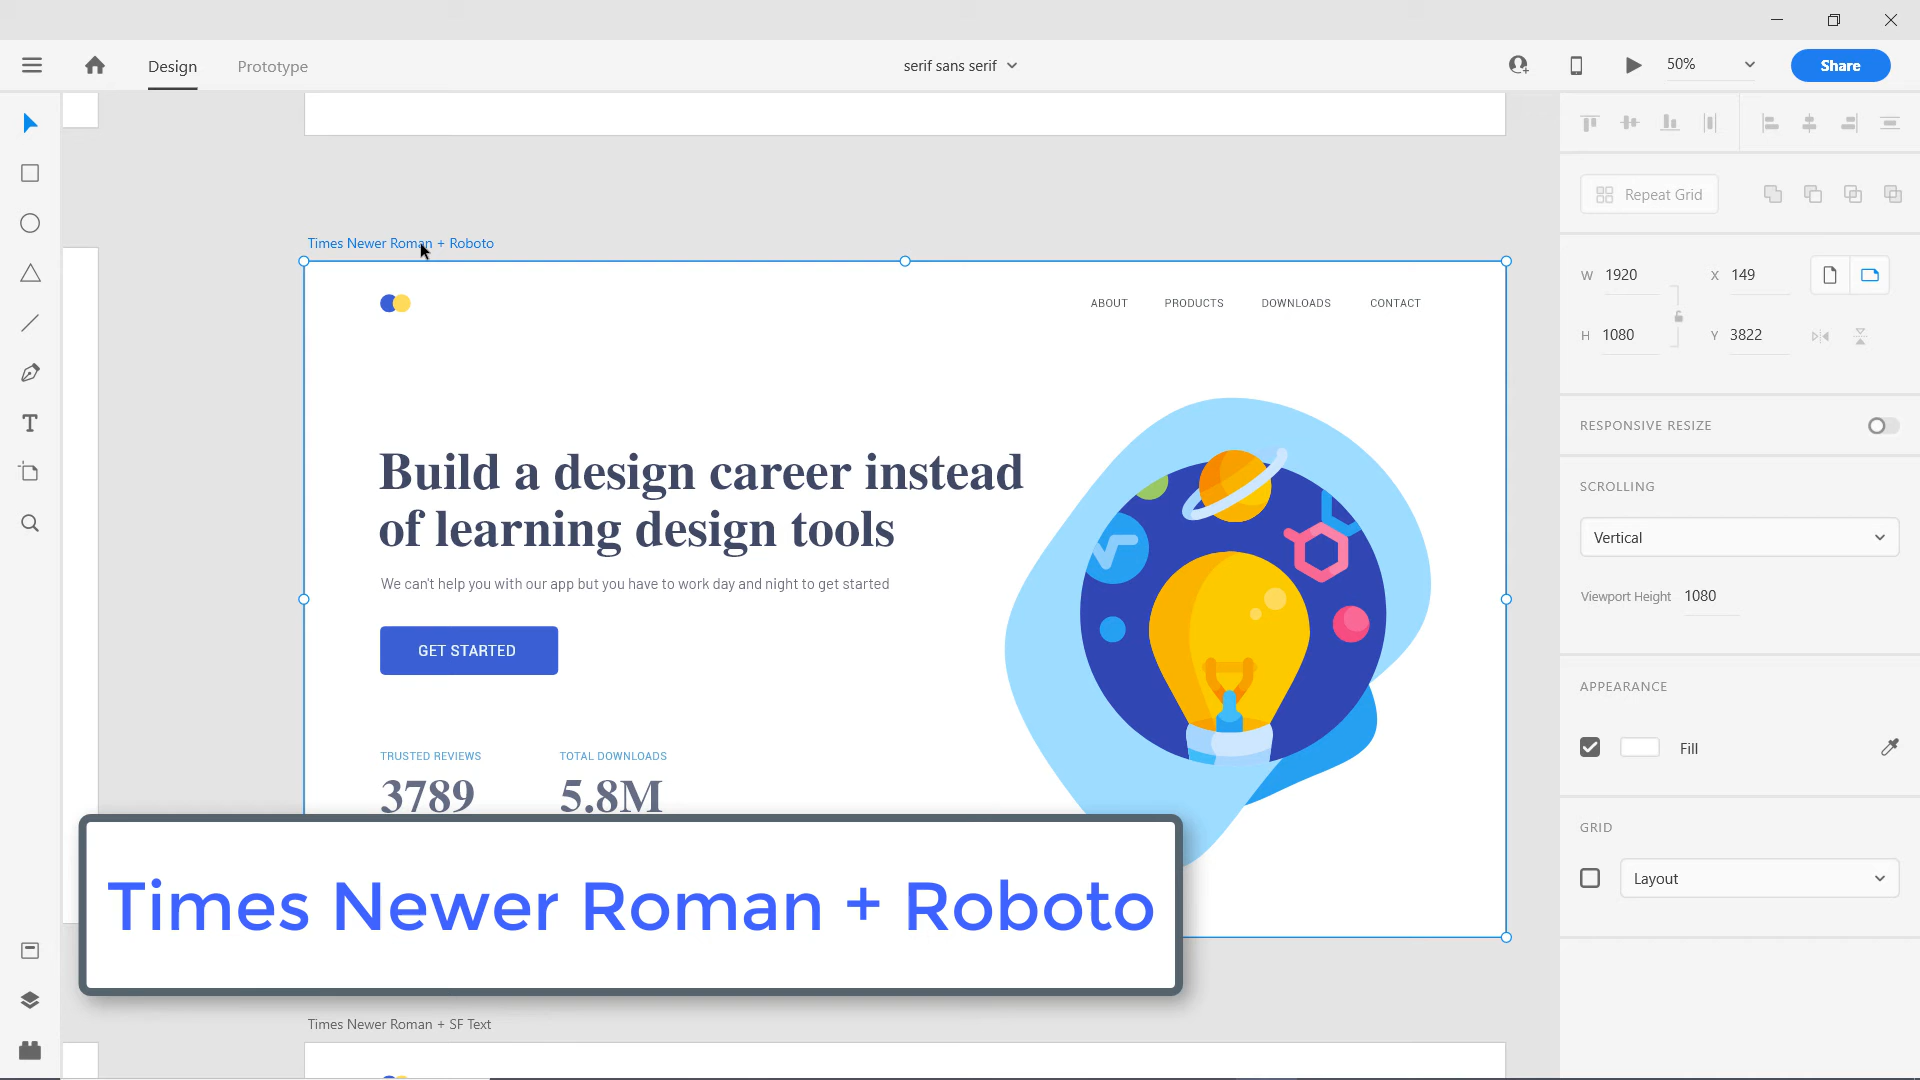 Design
Prototype
serif sans serif
50%
Share
Repeat Grid
Times Newer Roman + Roboto
W 1920
X 149
H 1080
Y 3822
ABOUT
PRODUCTS
DOWNLOADS
CONTACT
RESPONSIVE RESIZE
Build a design career instead
of learning design tools
SCROLLING
Vertical
We can't help you with our app but you have to work day and night to get started
Viewport Height 1080
GET STARTED
APPEARANCE
Fill
TRUSTED REVIEWS
TOTAL DOWNLOADS
3789
5.8M
GRID
Layout
Times Newer Roman + Roboto
Times Newer Roman + SF Text